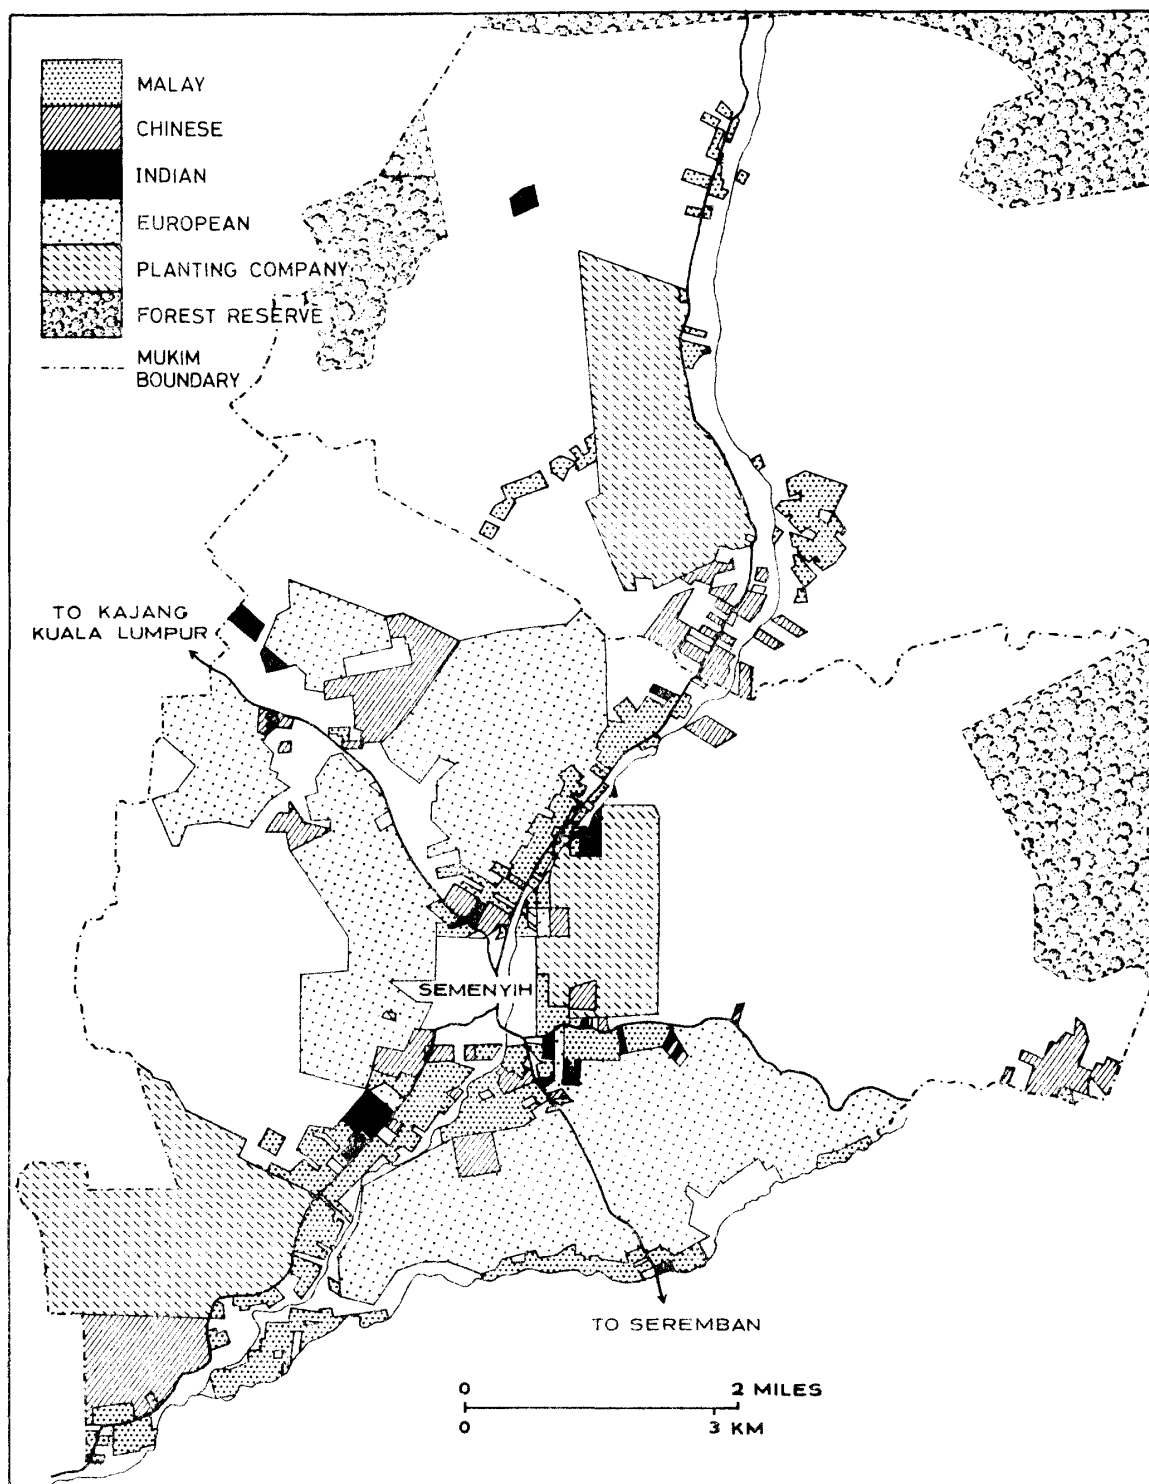 MALAY
CHINESE
INDIAN
EUROPEAN
PLANTING COMPANY
FOREST RESERVE
MUKIM
BOUNDARY
TO KAJANG
KUALA LUMPUR
SEMENYIH
TO SEREMBAN
0 2 MILES
0 3 KM